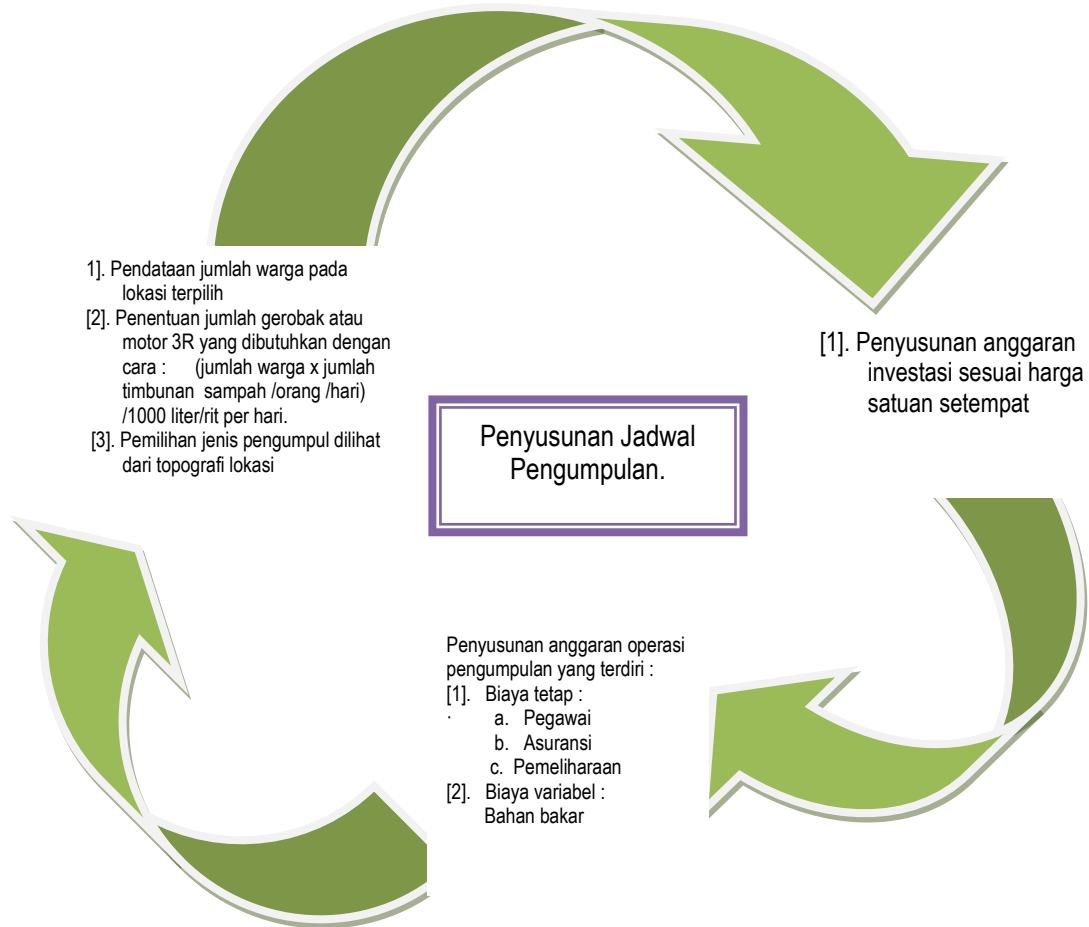 1]. Pendataan jumlah warga pada
lokasi terpilih
[2]. Penentuan jumlah gerobak atau
motor 3R yang dibutuhkan dengan
cara : (jumlah warga x jumlah
timbunan sampah /orang /hari)
/1000 liter/rit per hari.
[3]. Pemilihan jenis pengumpul dilihat
dari topografi lokasi
[1]. Penyusunan anggaran
investasi sesuai harga
satuan setempat
Penyusunan Jadwal
Pengumpulan.
Penyusunan anggaran operasi
pengumpulan yang terdiri :
[1]. Biaya tetap :
· a. Pegawai
b. Asuransi
c. Pemeliharaan
[2]. Biaya variabel :
Bahan bakar